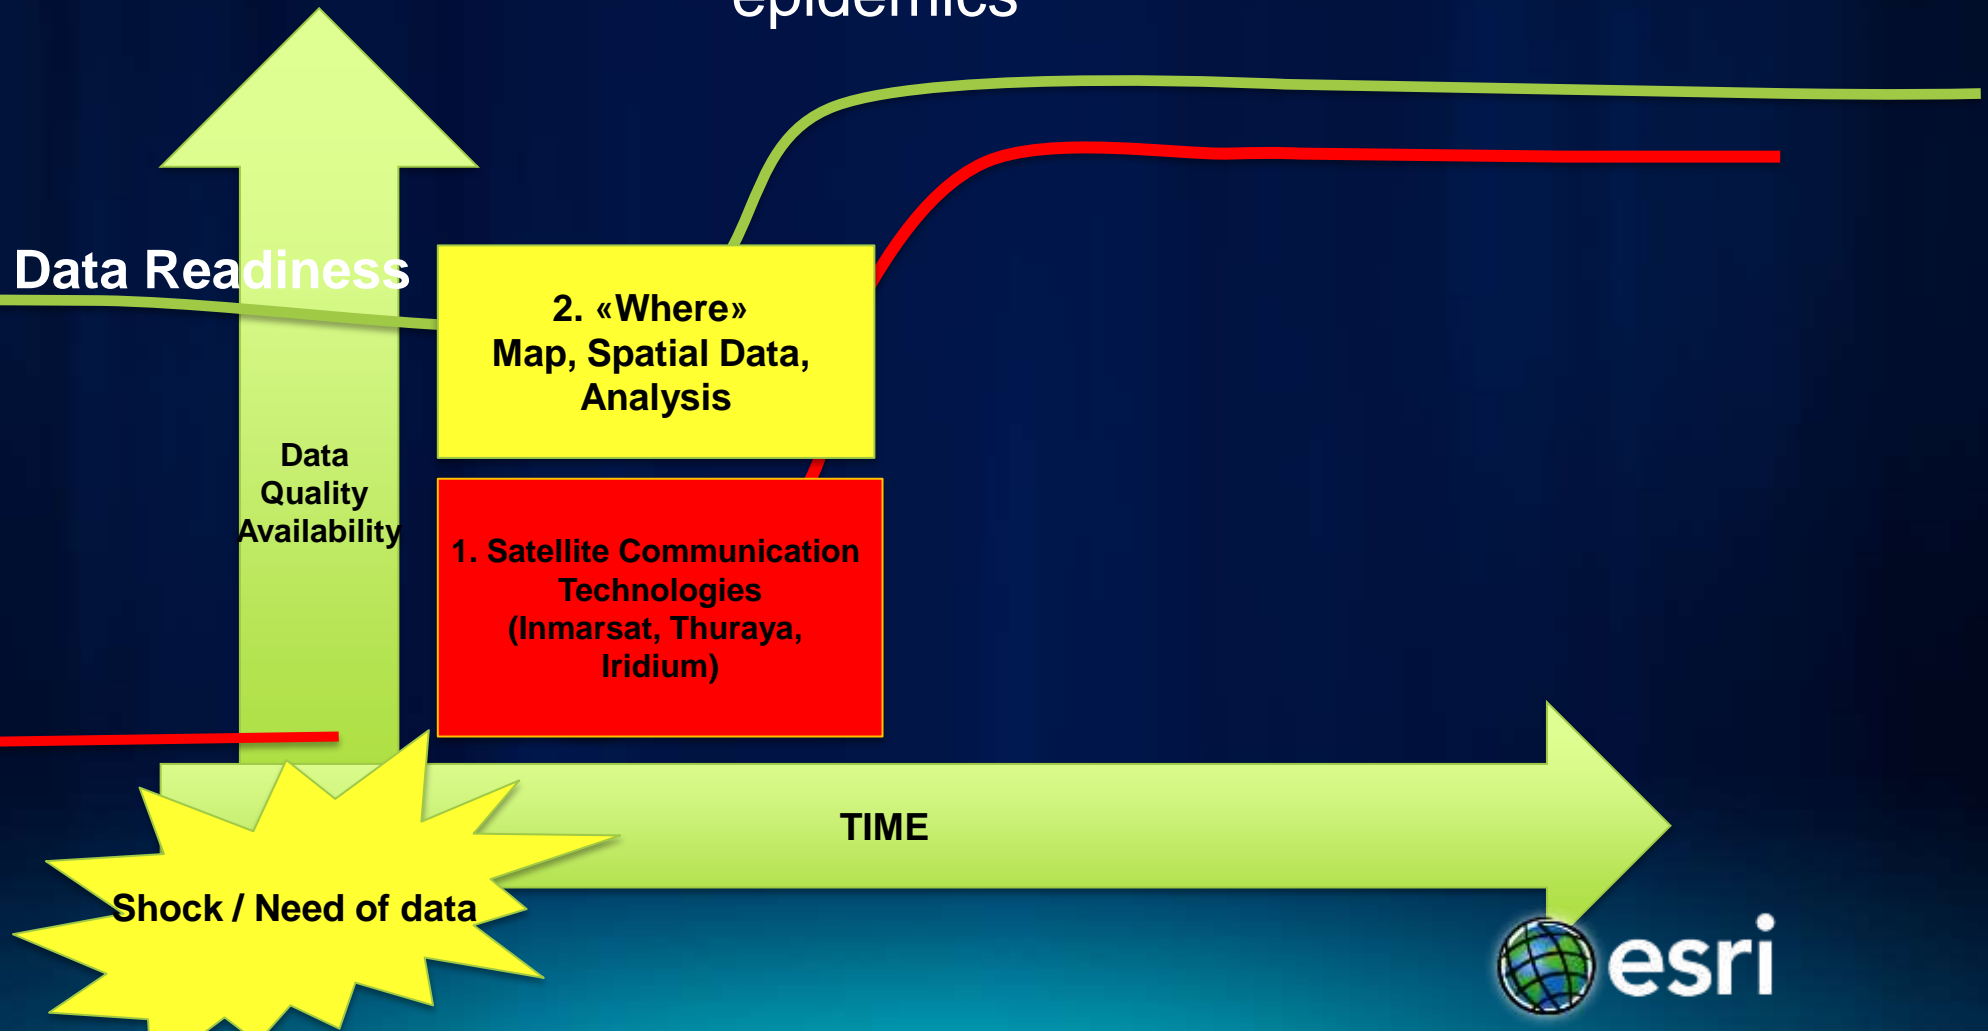 epidemics
Data Readiness
2. «Where»
Map, Spatial Data,
Analysis
Data
Quality
Availability
1. Satellite Communication
Technologies
(Inmarsat, Thuraya,
Iridium)
TIME
Shock / Need of data
esri